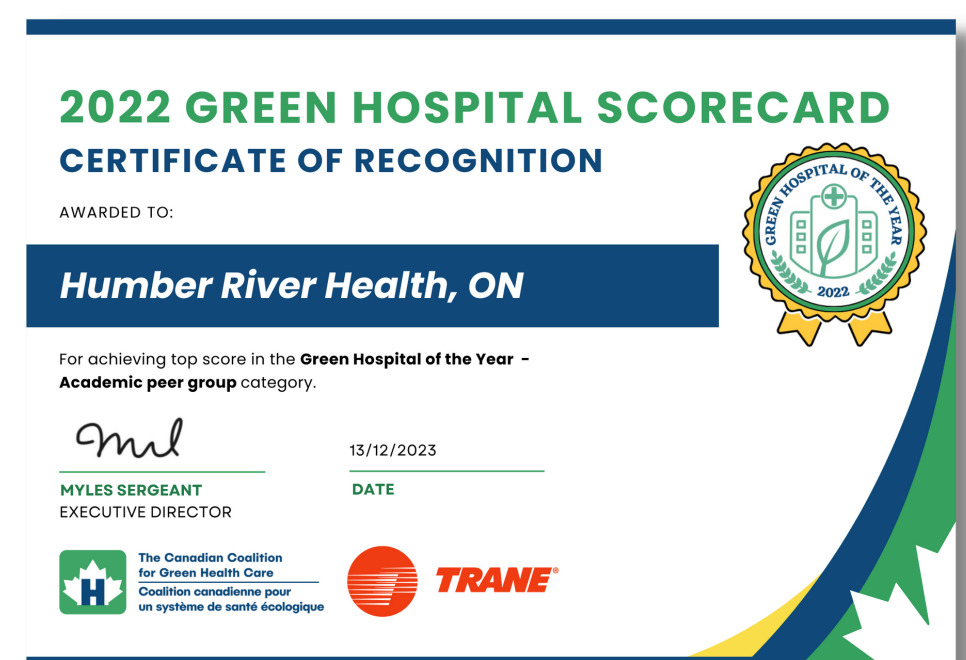 2022 GREEN HOSPITAL SCORECARD
CERTIFICATE OF RECOGNITION
AWARDED TO:
GREEN HOSPITAL OF THE YEAR
2022
Humber River Health, ON
For achieving top score in the Green Hospital of the Year -
Academic peer group category.
13/12/2023
MYLES SERGEANT
EXECUTIVE DIRECTOR
DATE
H
The Canadian Coalition
for Green Health Care
Coalition canadienne pour
un système de santé écologique
TRANE®